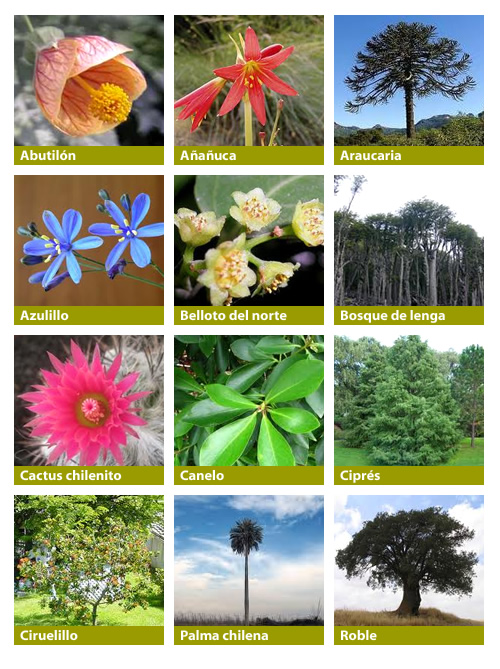 Abutilón
Añañuca
Araucaria
Azulillo
Belloto del norte
Bosque de lenga
Cactus chilenito
Canelo
Ciprés
Ciruelillo
Palma chilena
Roble